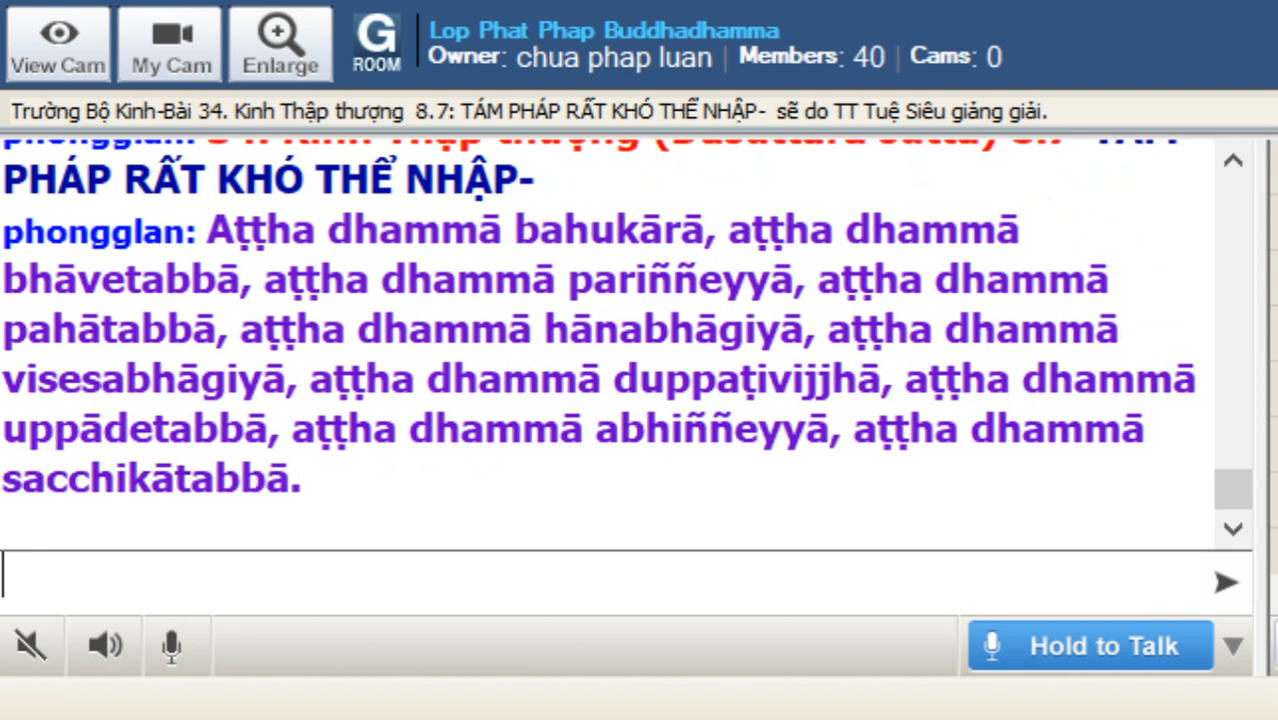 Lop Phat Phap Buddhadhamma
View Cam My Cam Enlarge G ROOM Owner: chua phap luan | Members: 40 | Cams: 0
Trường Bộ Kinh-Bài 34. Kinh Thập thượng 8.7: TÁM PHÁP RẤT KHÓ THỂ NHẬP- sẽ do TT Tuệ Siêu giảng giải.
PHÁP RẤT KHÓ THỂ NHẬP-
phongglan: Aṭṭha dhammā bahukārā, aṭṭha dhammā
bhāvetabbā, aṭṭha dhammā pariññeyyā, aṭṭha dhammā
pahātabbā, aṭṭha dhammā hānabhāgiyā, aṭṭha dhammā
visesabhāgiyā, aṭṭha dhammā duppaṭivijjhā, aṭṭha dhammā
uppādetabbā, aṭṭha dhammā abhiññeyyā, aṭṭha dhammā
sacchikātabbā.
Hold to Talk